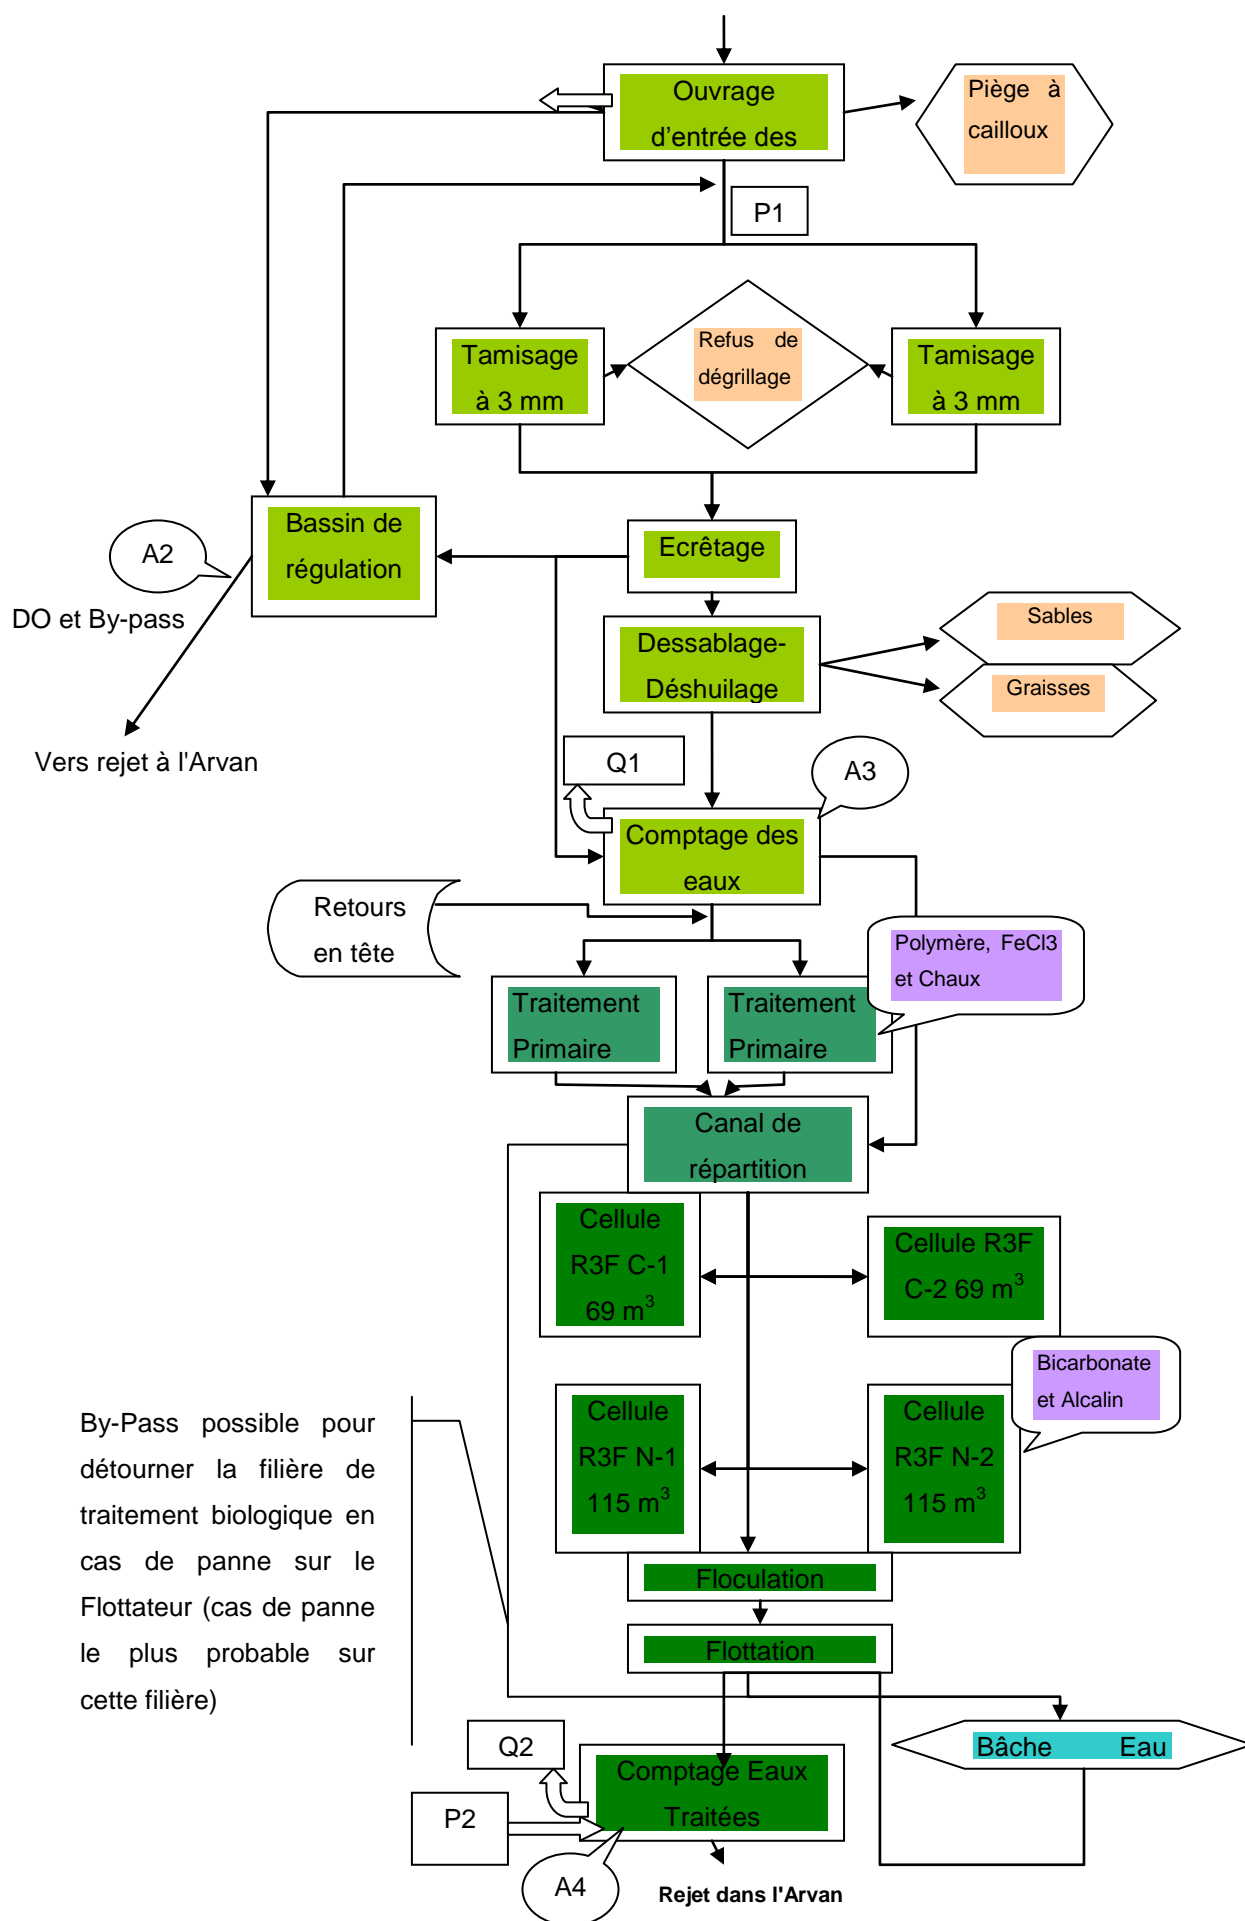 Ouvrage
d'entrée des
Piège à
cailloux
P1
Tamisage
à 3 mm
Refus de
dégrillage
Tamisage
à 3 mm
Bassin de
régulation
A2
DO et By-pass
Vers rejet à l'Arvan
Ecrêtage
Dessablage-
Déshuilage
Sables
Graisses
Q1
A3
Comptage des
eaux
Retours
en tête
Polymère, FeCl3
et Chaux
Traitement
Primaire
Traitement
Primaire
Canal de
répartition
Cellule
R3F C-1
69 m³
Cellule R3F
C-2 69 m³
Bicarbonate
et Alcalin
Cellule
R3F N-1
115 m³
Cellule
R3F N-2
115 m³
By-Pass possible pour
détourner la filière de
traitement biologique en
cas de panne sur le
Flottateur (cas de panne
le plus probable sur
cette filière)
Floculation
Flottation
Bâche Eau
Q2
Comptage Eaux
Traitées
P2
A4
Rejet dans l'Arvan